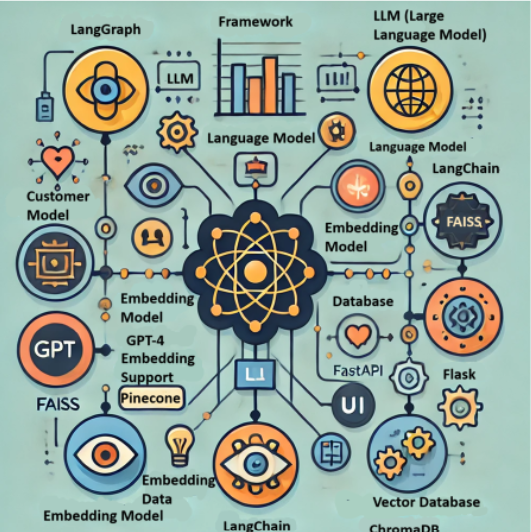 LangGraph
Framework
LLM (Large
Language Model)
LLM
Language Model
Language Model
LangChain
Customer
Model
FAISS
Embedding
Model
Embedding
Model
Database
GPT
GPT-4
Embedding
Support
FastAPI
Flask
Pinecone
FAISS
UI
Embedding
Data
Embedding Model
Vector Database
LangChain
ChromaDB